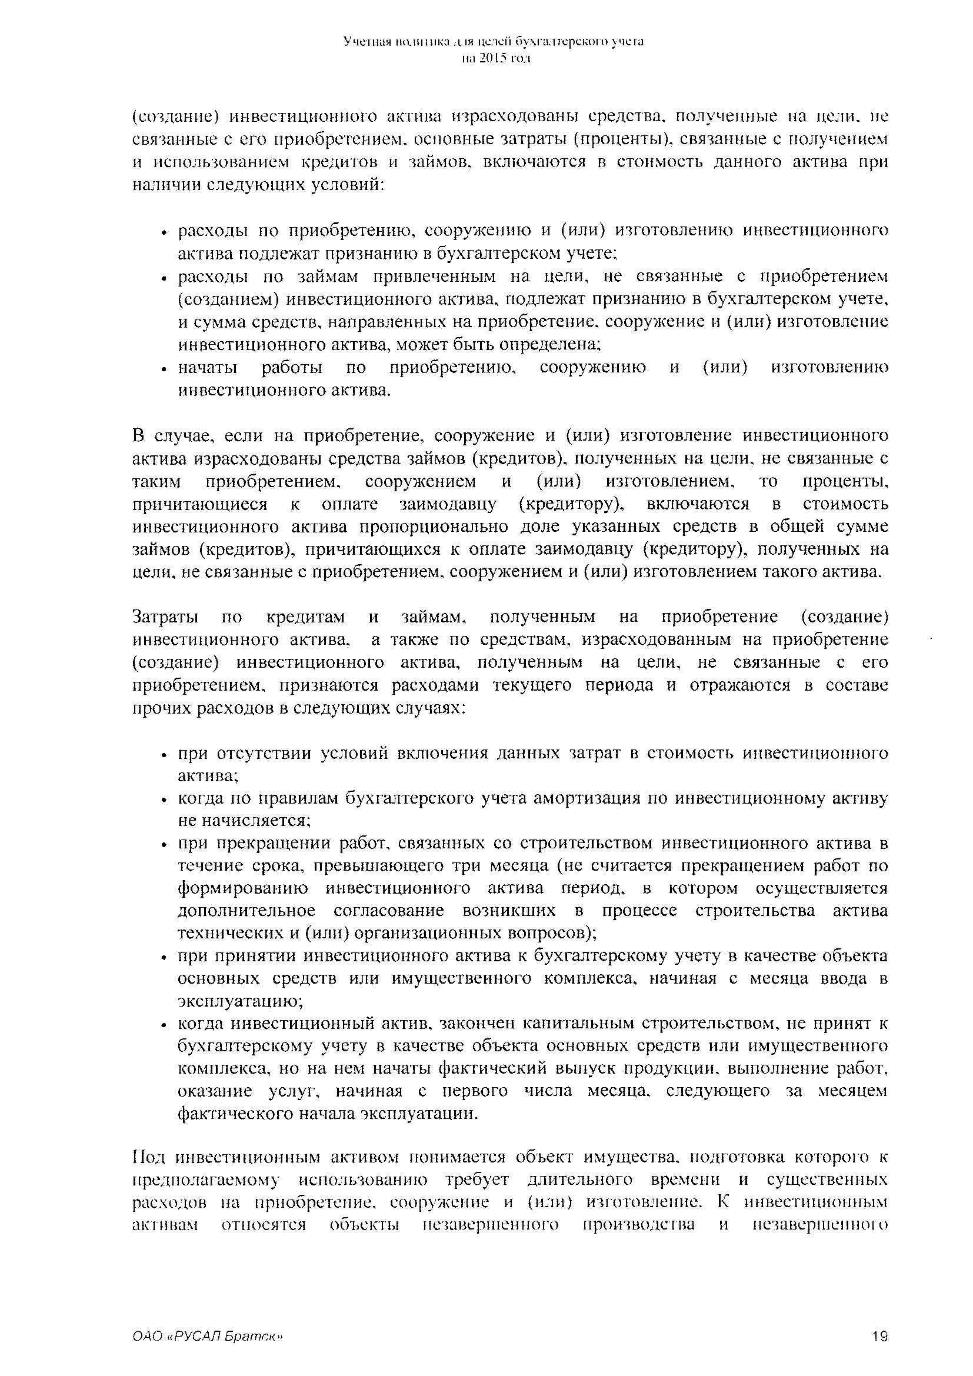 Учетная политика для целей бухгалтерского учета
на 2015 год
(создание) инвестиционного актива израсходованы средства, полученные на цели, не
связанные с его приобретением, основные затраты (проценты), связанные с получением
и использованием кредитов и займов, включаются в стоимость данного актива при
наличии следующих условий:
• расходы по приобретению, сооружению и (или) изготовлению инвестиционного
актива подлежат признанию в бухгалтерском учете;
• расходы по займам привлеченным на цели, не связанные с приобретением
(созданием) инвестиционного актива, подлежат признанию в бухгалтерском учете,
и сумма средств, направленных на приобретение, сооружение и (или) изготовление
инвестиционного актива, может быть определена;
• начаты работы по приобретению, сооружению и (или) изготовлению
инвестиционного актива.
В случае, если на приобретение, сооружение и (или) изготовление инвестиционного
актива израсходованы средства займов (кредитов), полученных на цели, не связанные с
таким приобретением, сооружением и (или) изготовлением, то проценты,
причитающиеся к оплате заимодавцу (кредитору), включаются в стоимость
инвестиционного актива пропорционально доле указанных средств в общей сумме
займов (кредитов), причитающихся к оплате заимодавцу (кредитору), полученных на
цели, не связанные с приобретением, сооружением и (или) изготовлением такого актива.
Затраты по кредитам и займам, полученным на приобретение (создание)
инвестиционного актива, а также по средствам, израсходованным на приобретение
(создание) инвестиционного актива, полученным на цели, не связанные с его
приобретением, признаются расходами текущего периода и отражаются в составе
прочих расходов в следующих случаях:
• при отсутствии условий включения данных затрат в стоимость инвестиционного
актива;
• когда по правилам бухгалтерского учета амортизация по инвестиционному активу
не начисляется;
• при прекращении работ, связанных со строительством инвестиционного актива в
течение срока, превышающего три месяца (не считается прекращением работ по
формированию инвестиционного актива период, в котором осуществляется
дополнительное согласование возникших в процессе строительства актива
технических и (или) организационных вопросов);
• при принятии инвестиционного актива к бухгалтерскому учету в качестве объекта
основных средств или имущественного комплекса, начиная с месяца ввода в
эксплуатацию;
• когда инвестиционный актив, закончен капитальным строительством, не принят к
бухгалтерскому учету в качестве объекта основных средств или имущественного
комплекса, но на нем начаты фактический выпуск продукции, выполнение работ,
оказание услуг, начиная с первого числа месяца, следующего за месяцем
фактического начала эксплуатации.
Под инвестиционным активом понимается объект имущества, подготовка которого к
предполагаемому использованию требует длительного времени и существенных
расходов на приобретение, сооружение и (или) изготовление. К инвестиционным
активам относятся объекты незавершенного производства и незавершенного
ОАО «РУСАЛ Братск»
19